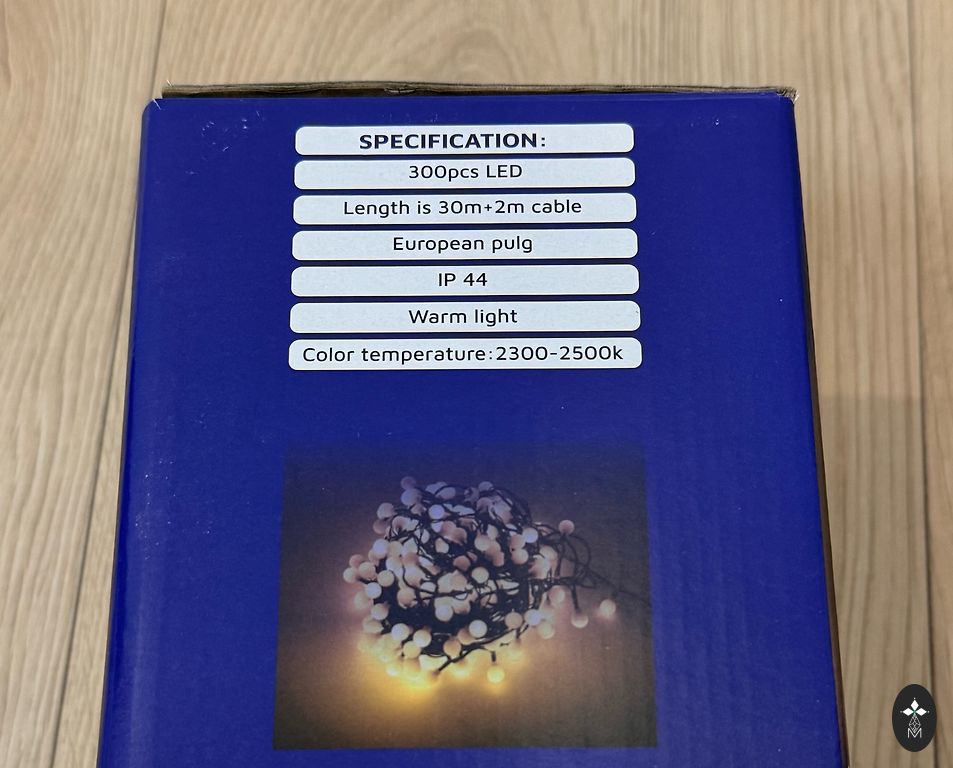 SPECIFICATION:
300pcs LED
Length is 30m+2m cable
European pulg
IP 44
Warm light
Color temperature:2300-2500k
M